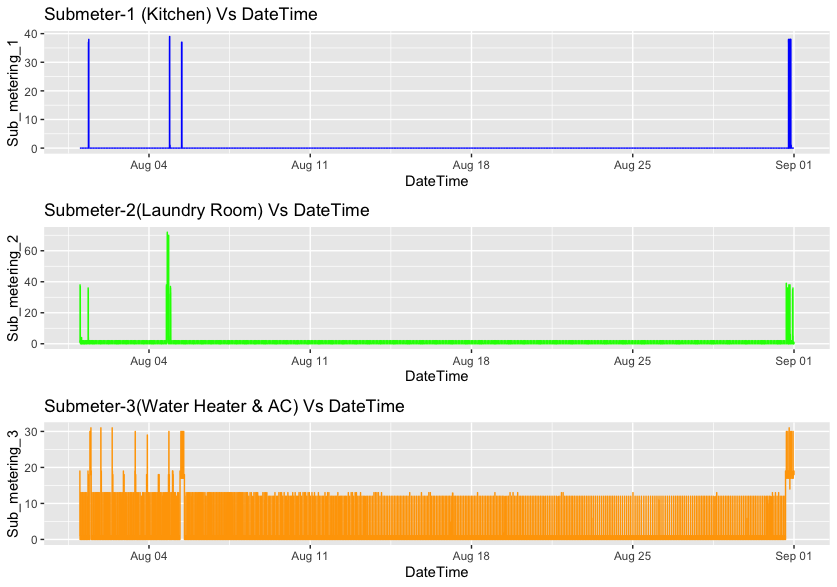 Submeter-1 (Kitchen) Vs DateTime
Sub_metering_1
40
30
20
10
0
Aug 04 Aug 11 Aug 18 Aug 25 Sep 01
DateTime
Submeter-2(Laundry Room) Vs DateTime
Sub_metering_2
60
40
20
0
Aug 04 Aug 11 Aug 18 Aug 25 Sep 01
DateTime
Submeter-3(Water Heater & AC) Vs DateTime
Sub_metering_3
30
20
10
0
Aug 04 Aug 11 Aug 18 Aug 25 Sep 01
DateTime